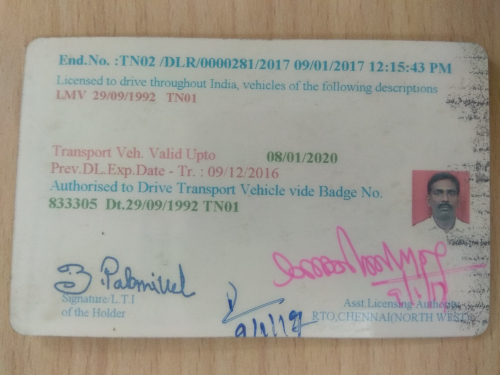 End.No. :TN02 /DLR/0000281/2017 09/01/2017 12:15:43 PM
Licensed to drive throughout India, vehicles of the following descriptions
LMV 29/09/1992 TN01
Transport Veh. Valid Upto 08/01/2020
Prev.DL.Exp.Date - Tr. : 09/12/2016
Authorised to Drive Transport Vehicle vide Badge No.
833305 Dt.29/09/1992 TN01
Signature/L.T.I
of the Holder
9/1/17
Asst.Licensing Authority
RTO,CHENNAI(NORTH WEST)